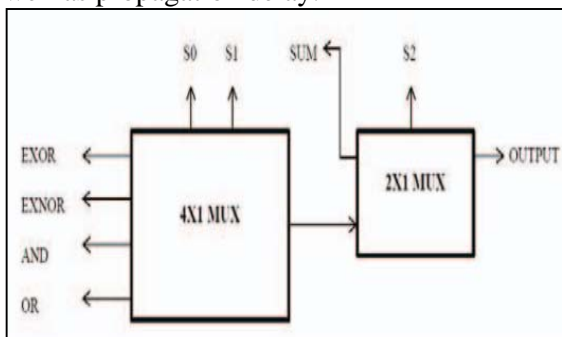 S0 S1 SUM S2
EXOR
EXNOR
AND
OR
4X1 MUX
2X1 MUX
OUTPUT